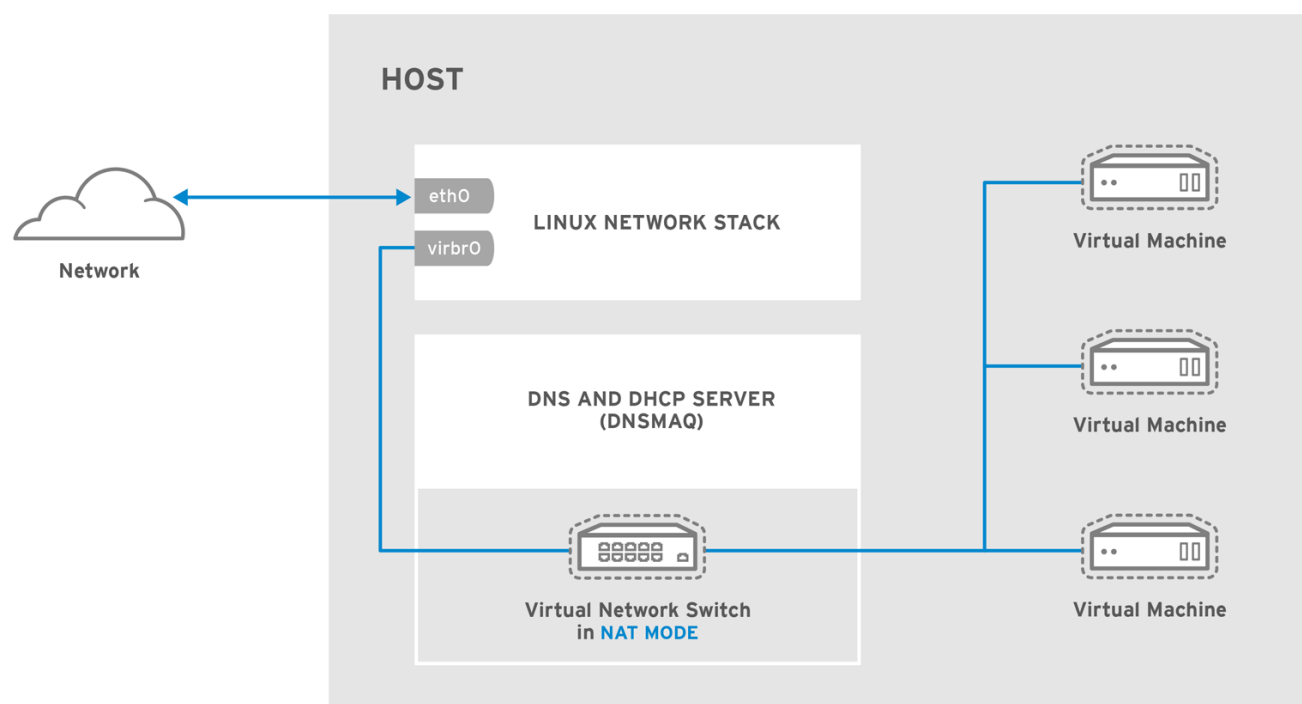 HOST
eth0
LINUX NETWORK STACK
virbr0
Network
Virtual Machine
DNS AND DHCP SERVER
(DNSMAQ)
Virtual Machine
Virtual Network Switch
in NAT MODE
Virtual Machine